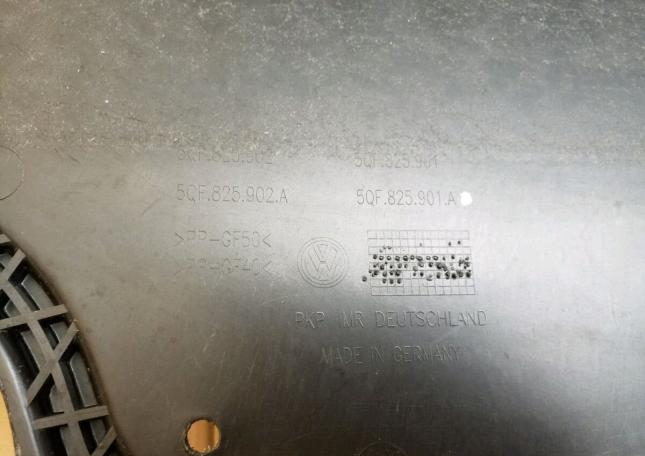 5QF.825.902 5QF.825.901
5QF.825.902.A 5QF.825.901.A
>PP-GF50<
PKP IMR DEUTSCHLAND
MADE IN GERMANY